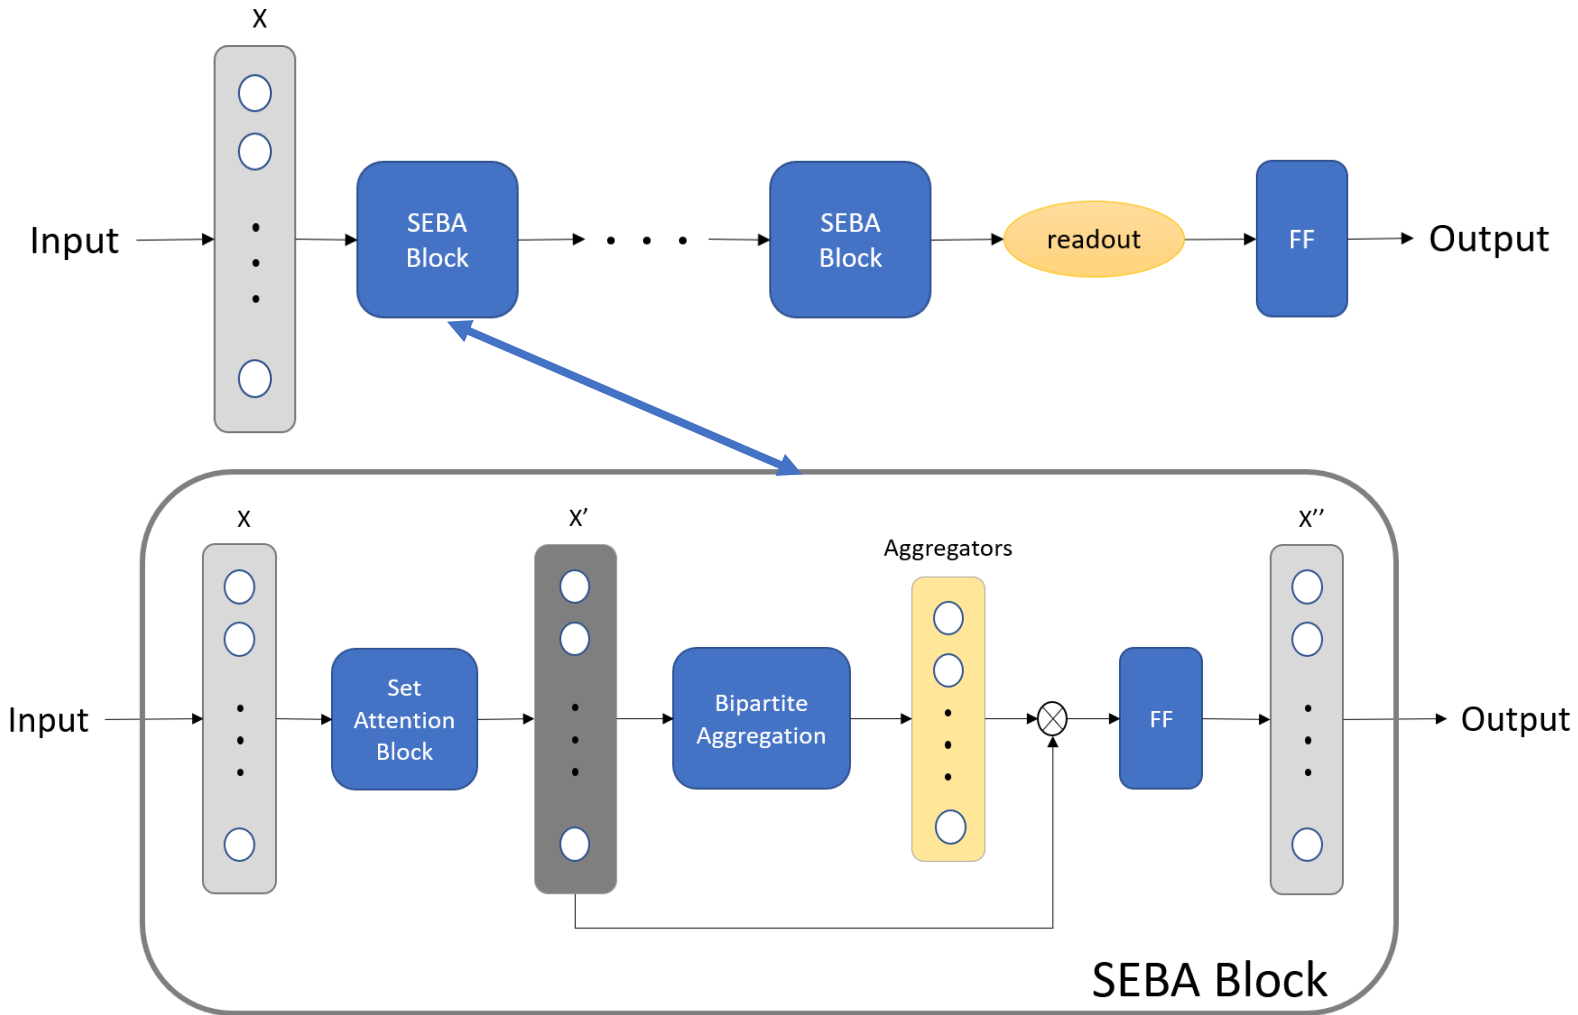 X
Input
SEBA
Block
SEBA
Block
readout
FF
Output
X
X’
Aggregators
X’’
Input
Set
Attention
Block
Bipartite
Aggregation
FF
Output
SEBA Block